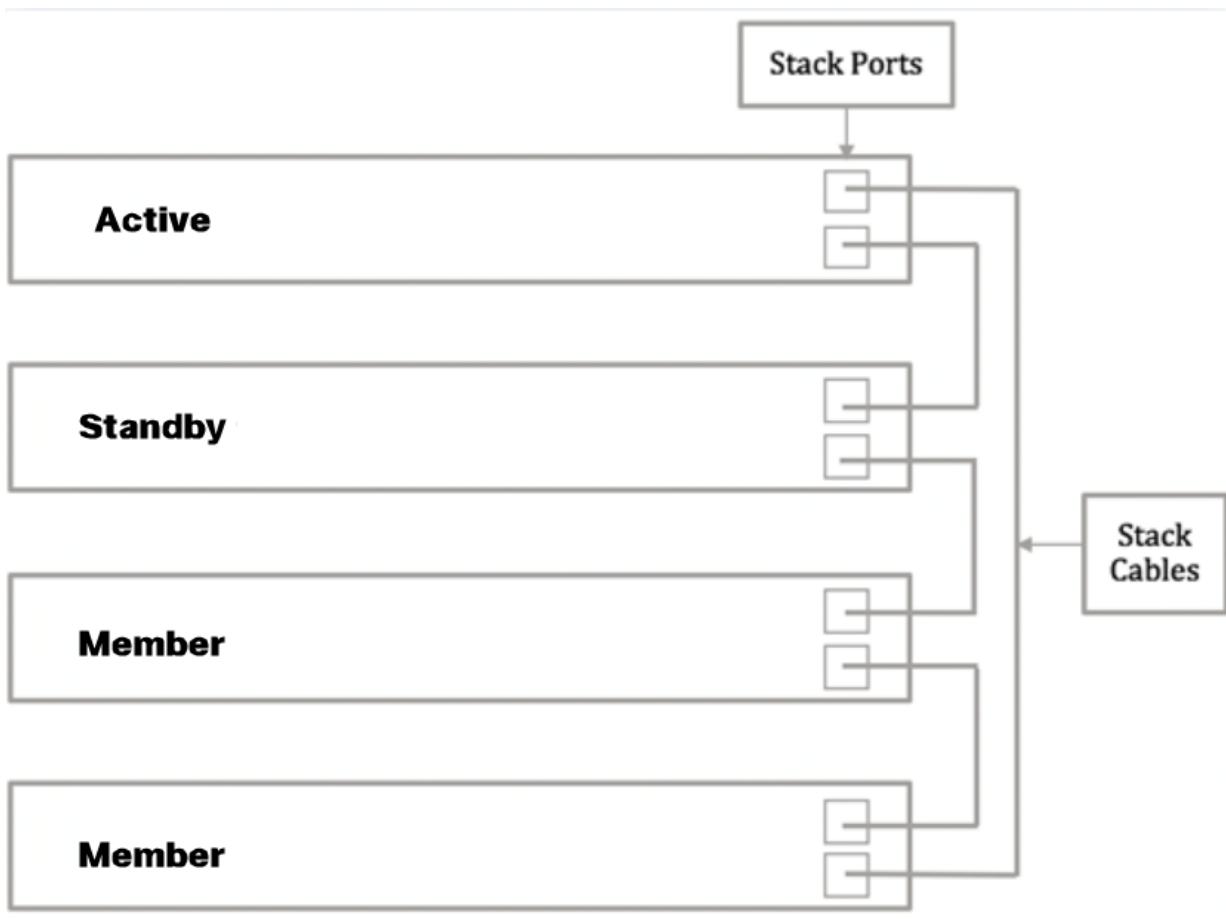 Stack Ports
Active
Standby
Stack
Cables
Member
Member